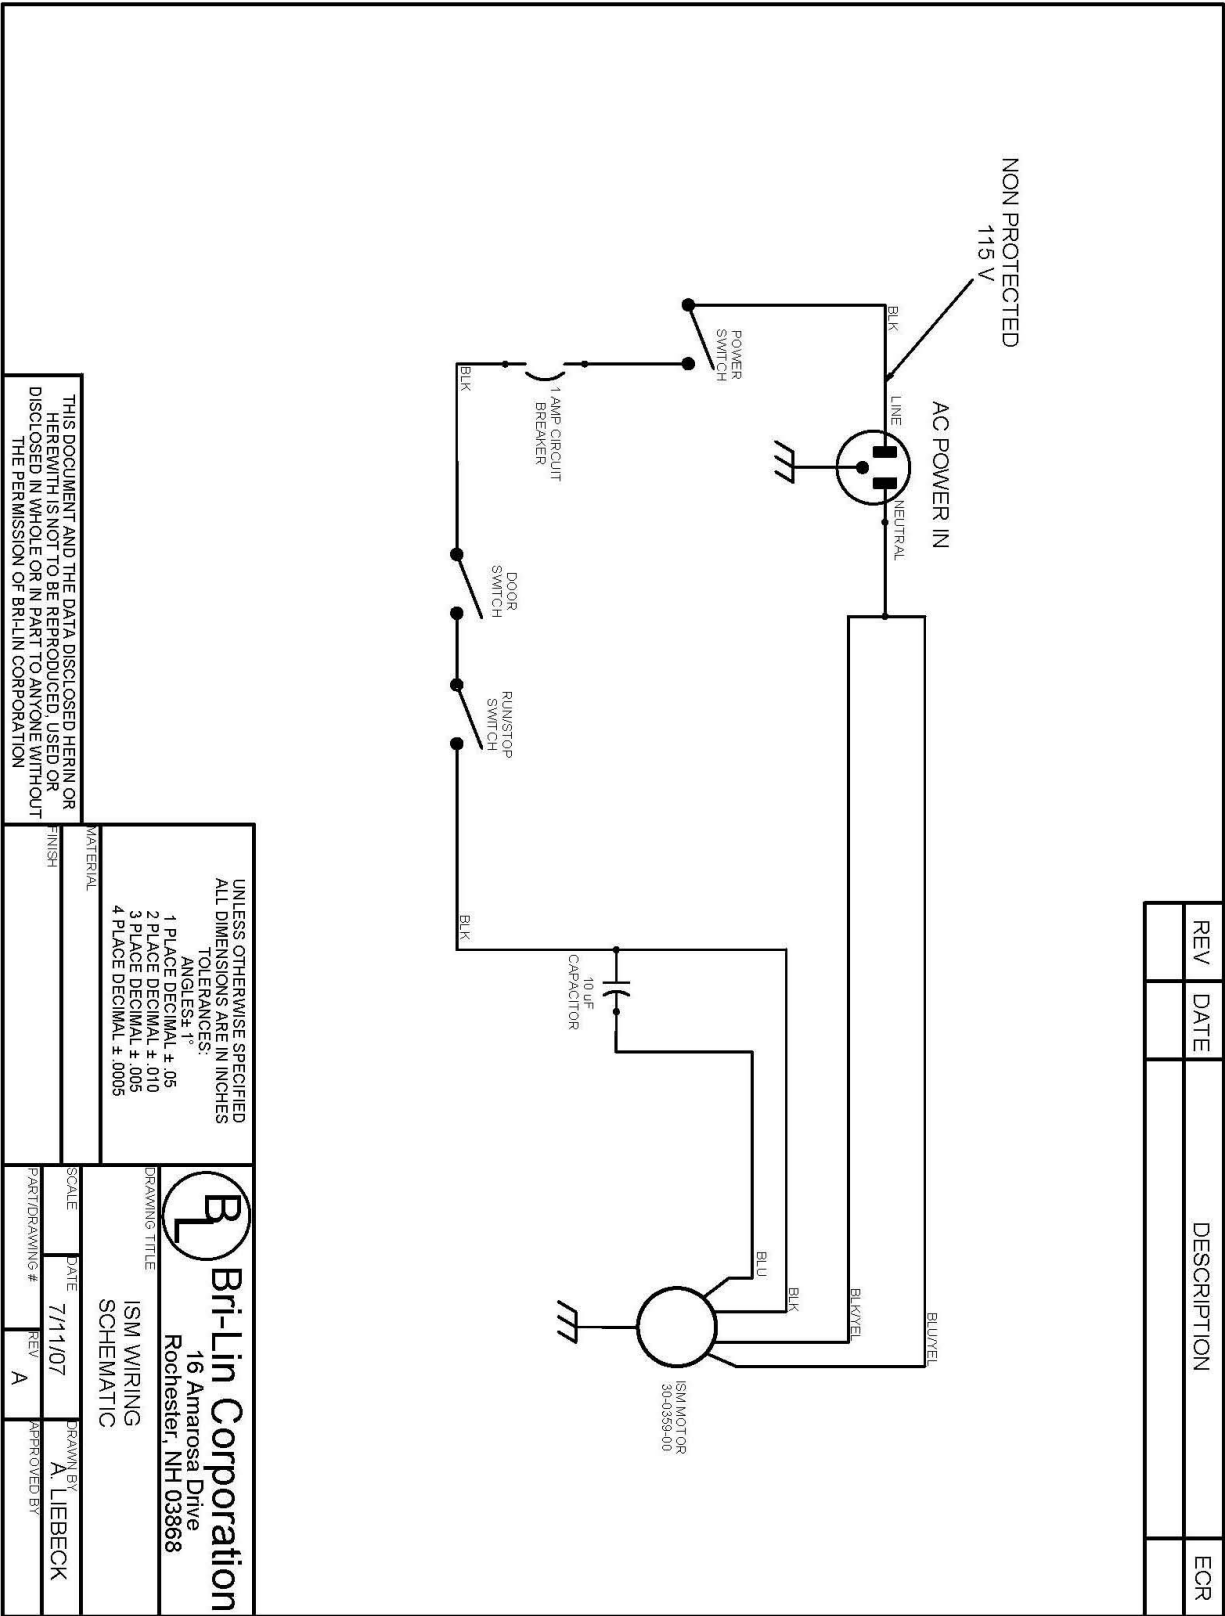 REV DATE DESCRIPTION ECR
NON PROTECTED
115 V
AC POWER IN
BLK
LINE
NEUTRAL
POWER
SWITCH
1 AMP CIRCUIT
BREAKER
BLK
DOOR
SWITCH
RUN/STOP
SWITCH
BLK
10 uF
CAPACITOR
BLU/YEL
BLK/YEL
BLK
BLU
ISM MOTOR
30-0359-00
THIS DOCUMENT AND THE DATA DISCLOSED HERIN OR
HEREWITH IS NOT TO BE REPRODUCED, USED OR
DISCLOSED IN WHOLE OR IN PART TO ANYONE WITHOUT
THE PERMISSION OF BRI-LIN CORPORATION
UNLESS OTHERWISE SPECIFIED
ALL DIMENSIONS ARE IN INCHES
TOLERANCES:
ANGLES± 1°
1 PLACE DECIMAL ± .05
2 PLACE DECIMAL ± .010
3 PLACE DECIMAL ± .005
4 PLACE DECIMAL ± .0005
MATERIAL
FINISH
BL
Bri-Lin Corporation
16 Amarosa Drive
Rochester, NH 03868
DRAWING TITLE
ISM WIRING
SCHEMATIC
SCALE
DATE
7/11/07
DRAWN BY
A. LIEBECK
PART/DRAWING #
REV
A
APPROVED BY